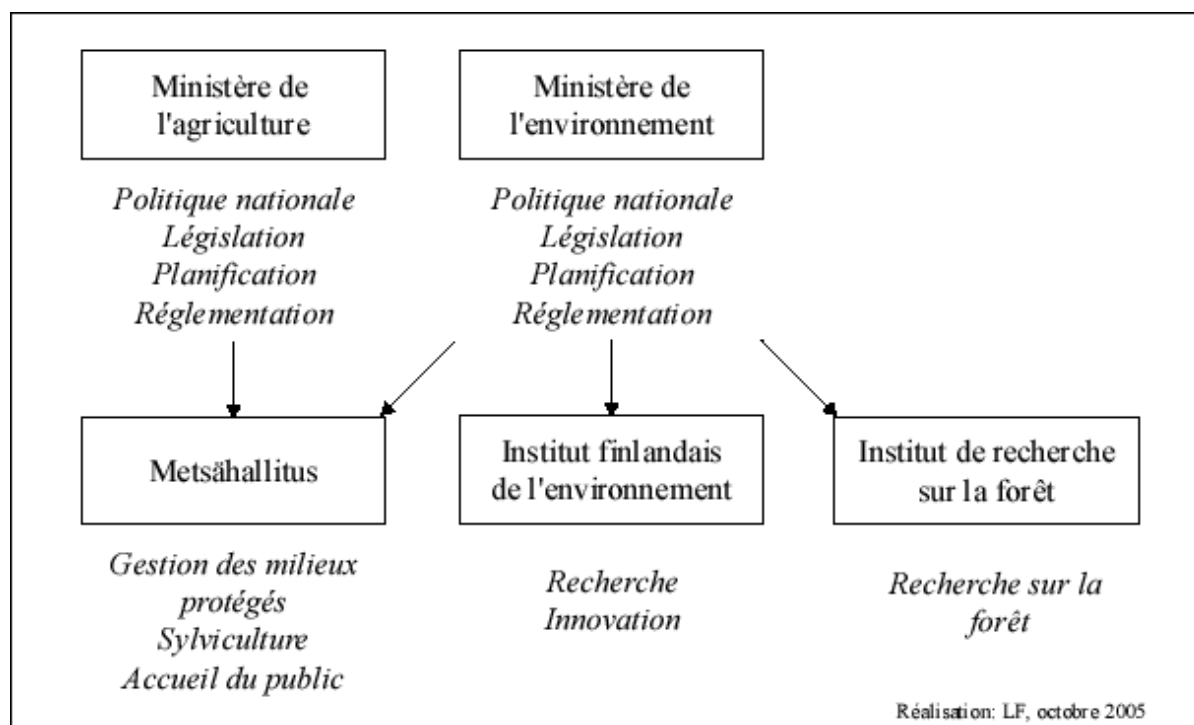 Ministère de
l'agriculture
Ministère de
l'environnement
Politique nationale
Législation
Planification
Réglementation
Politique nationale
Législation
Planification
Réglementation
Metsähallitus
Institut finlandais
de l'environnement
Institut de recherche
sur la forêt
Gestion des milieux
protégés
Sylviculture
Accueil du public
Recherche
Innovation
Recherche sur la
forêt
Réalisation: LF, octobre 2005